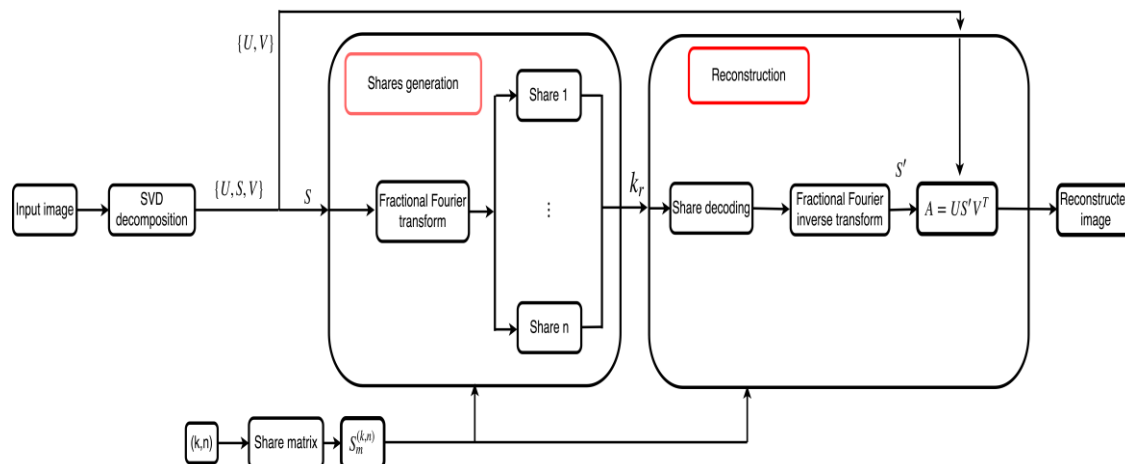 {U,V}
Shares generation
Share 1
Reconstruction
Input image
SVD
decomposition
{U,S,V}
S
Fractional Fourier
transform
⋮
k_r
Share decoding
Fractional Fourier
inverse transform
S′
A = US′V^T
Reconstructe
image
Share n
(k,n)
Share matrix
S_m^{(k,n)}